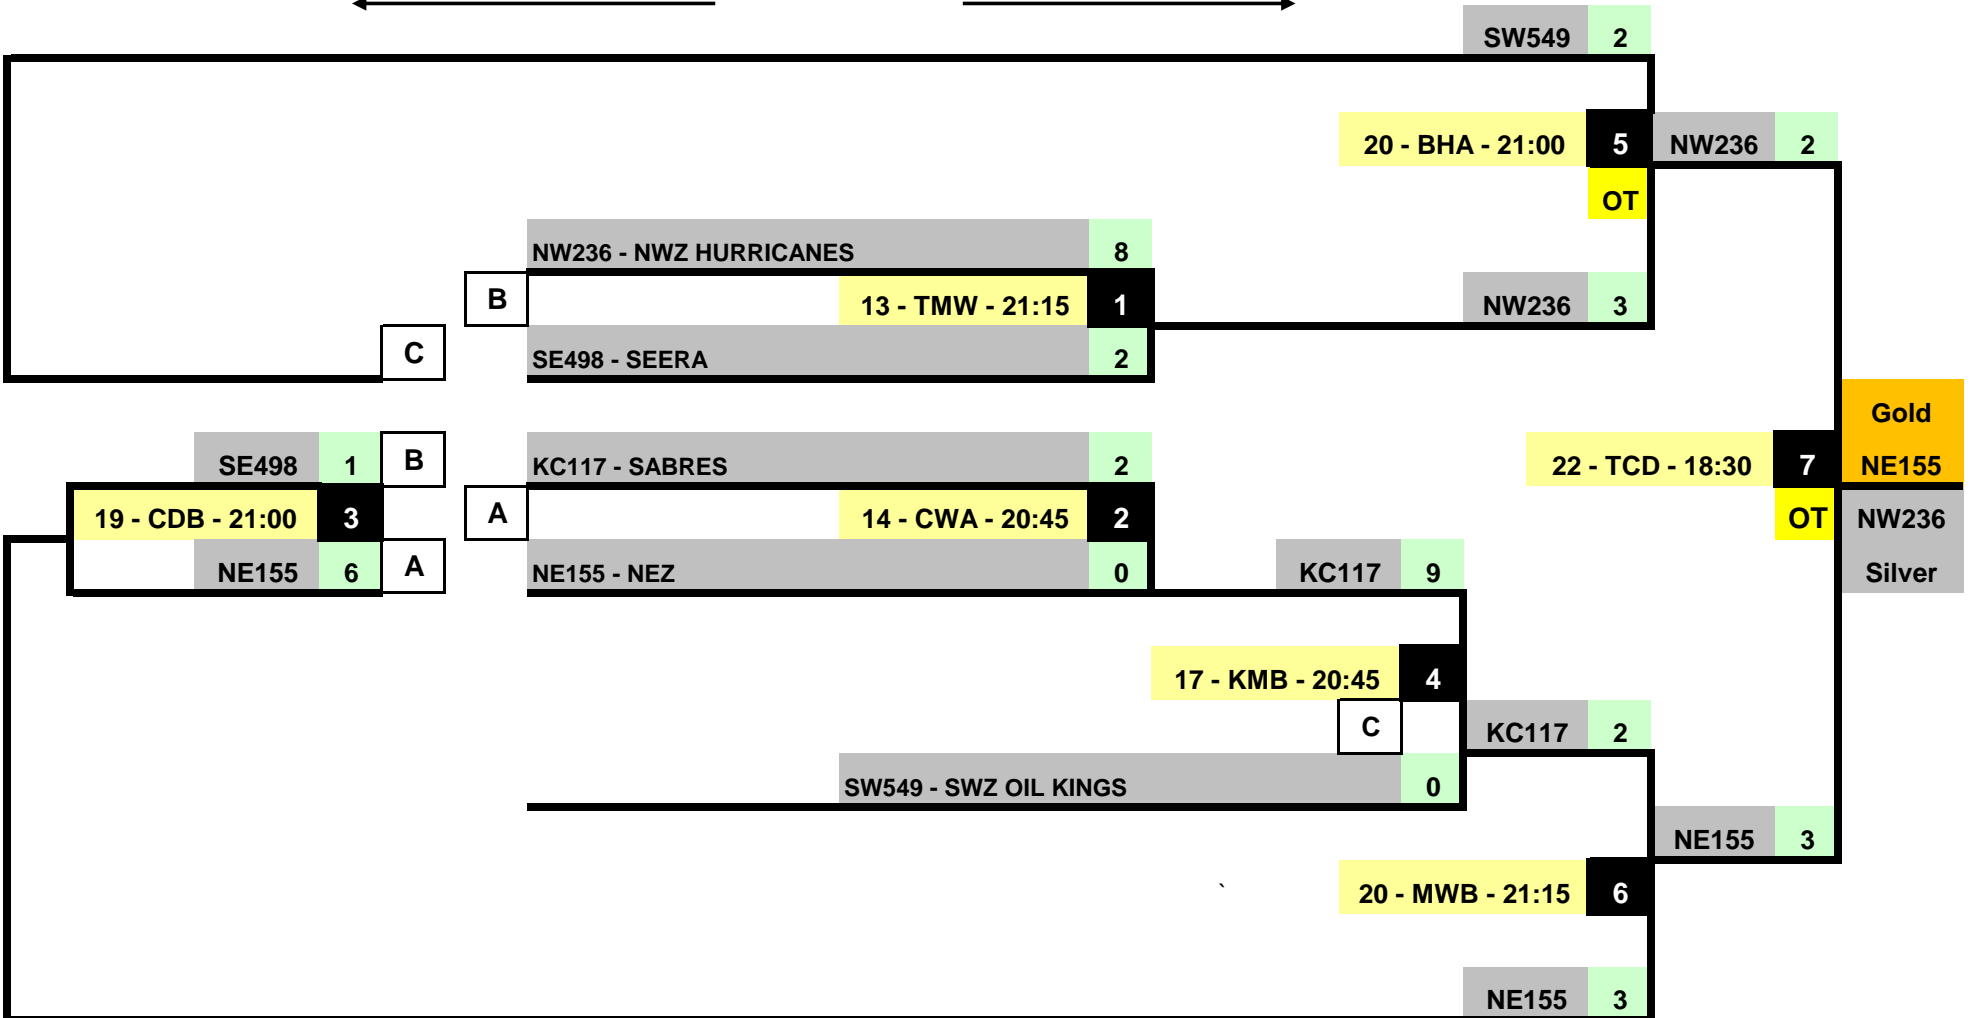 SW549 2
20 - BHA - 21:00 5 NW236 2
OT
NW236 - NWZ HURRICANES 8
B 13 - TMW - 21:15 1 NW236 3
C SE498 - SEERA 2
Gold
SE498 1 B KC117 - SABRES 2 22 - TCD - 18:30 7 NE155
19 - CDB - 21:00 3 A 14 - CWA - 20:45 2 OT NW236
NE155 6 A NE155 - NEZ 0 KC117 9 Silver
17 - KMB - 20:45 4
C KC117 2
SW549 - SWZ OIL KINGS 0
NE155 3
` 20 - MWB - 21:15 6
NE155 3